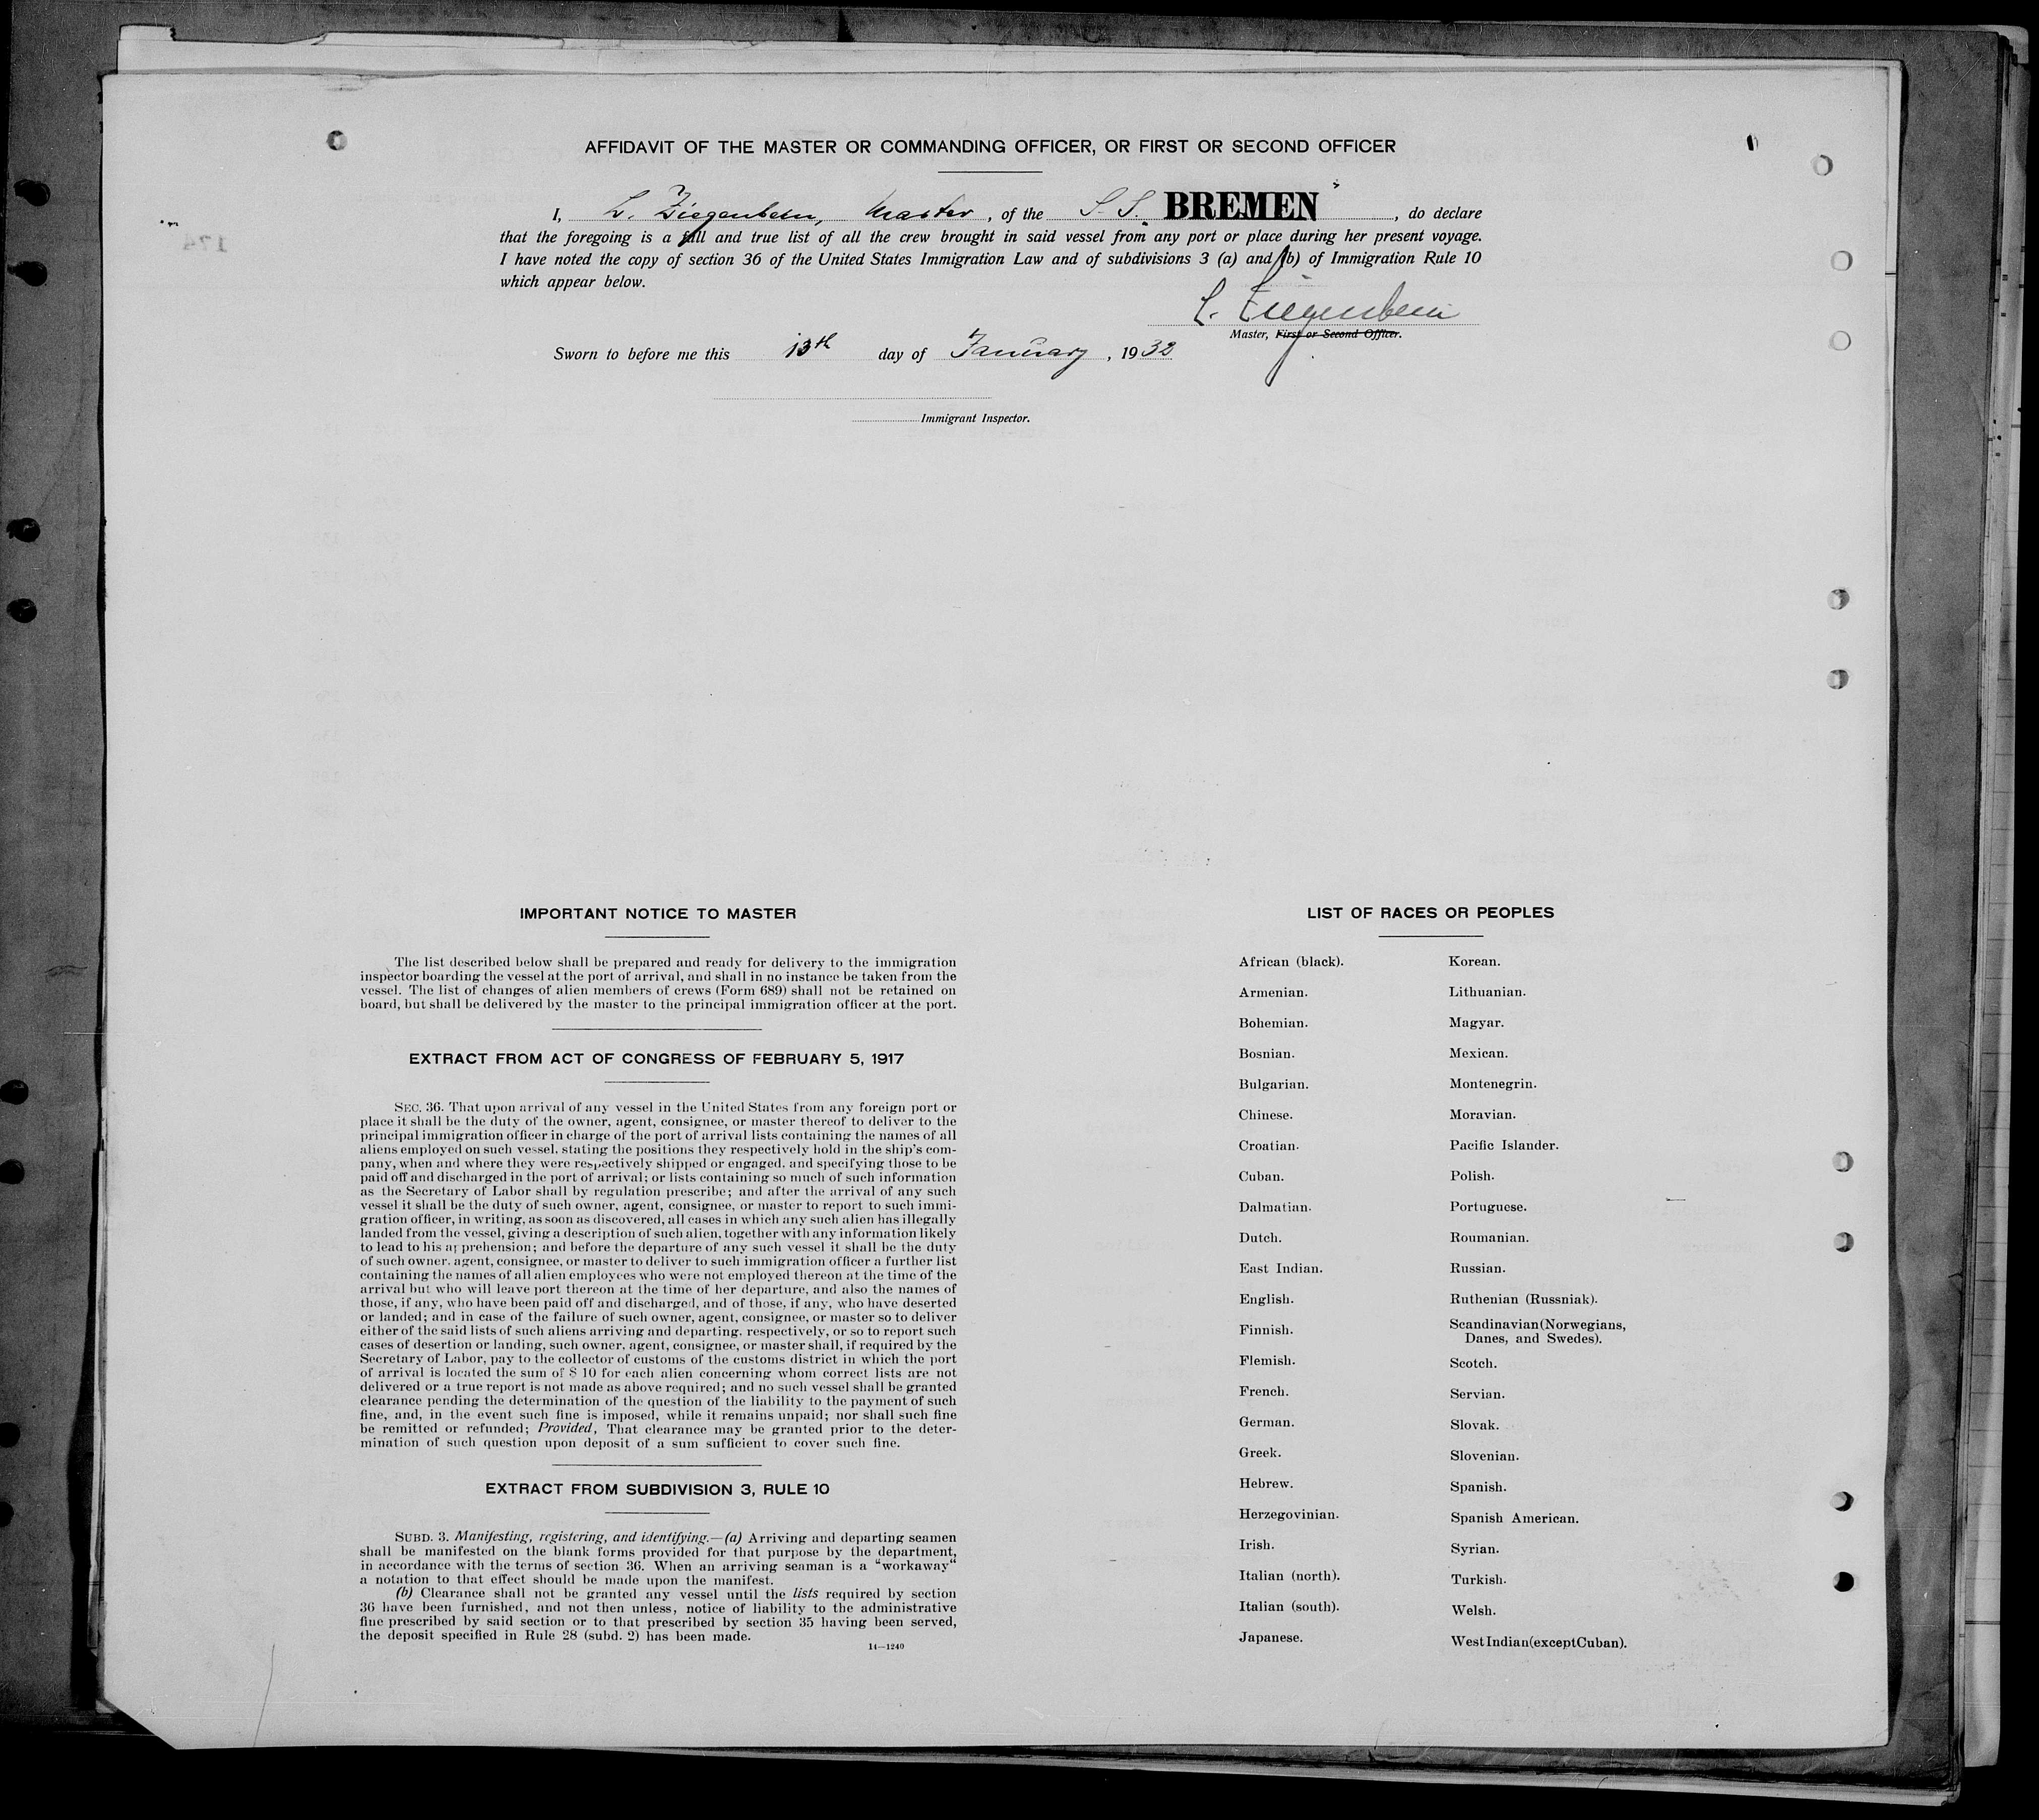 AFFIDAVIT OF THE MASTER OR COMMANDING OFFICER, OR FIRST OR SECOND OFFICER
I, L. Ziegenbein, Master, of the S.S. "BREMEN", do declare
that the foregoing is a full and true list of all the crew brought in said vessel from any port or place during her present voyage.
I have noted the copy of section 36 of the United States Immigration Law and of subdivisions 3 (a) and (b) of Immigration Rule 10
which appear below.
L. Ziegenbein
Master, First or Second Officer.
Sworn to before me this 13th day of January, 1932
Immigrant Inspector.
174
IMPORTANT NOTICE TO MASTER
The list described below shall be prepared and ready for delivery to the immigration
inspector boarding the vessel at the port of arrival, and shall in no instance be taken from the
vessel. The list of changes of alien members of crews (Form 689) shall not be retained on
board, but shall be delivered by the master to the principal immigration officer at the port.
EXTRACT FROM ACT OF CONGRESS OF FEBRUARY 5, 1917
SEC. 36. That upon arrival of any vessel in the United States from any foreign port or
place it shall be the duty of the owner, agent, consignee, or master thereof to deliver to the
principal immigration officer in charge of the port of arrival lists containing the names of all
aliens employed on such vessel, stating the positions they respectively hold in the ship's com-
pany, when and where they were respectively shipped or engaged, and specifying those to be
paid off and discharged in the port of arrival; or lists containing so much of such information
as the Secretary of Labor shall by regulation prescribe; and after the arrival of any such
vessel it shall be the duty of such owner, agent, consignee, or master to report to such immi-
gration officer, in writing, as soon as discovered, all cases in which any such alien has illegally
landed from the vessel, giving a description of such alien, together with any information likely
to lead to his apprehension; and before the departure of any such vessel it shall be the duty
of such owner, agent, consignee, or master to deliver to such immigration officer a further list
containing the names of all alien employees who were not employed thereon at the time of the
arrival but who will leave port thereon at the time of her departure, and also the names of
those, if any, who have been paid off and discharged, and of those, if any, who have deserted
or landed; and in case of the failure of such owner, agent, consignee, or master so to deliver
either of the said lists of such aliens arriving and departing, respectively, or so to report such
cases of desertion or landing, such owner, agent, consignee, or master shall, if required by the
Secretary of Labor, pay to the collector of customs of the customs district in which the port
of arrival is located the sum of $ 10 for each alien concerning whom correct lists are not
delivered or a true report is not made as above required; and no such vessel shall be granted
clearance pending the determination of the question of the liability to the payment of such
fine, and, in the event such fine is imposed, while it remains unpaid; nor shall such fine
be remitted or refunded; Provided, That clearance may be granted prior to the deter-
mination of such question upon deposit of a sum sufficient to cover such fine.
EXTRACT FROM SUBDIVISION 3, RULE 10
SUBD. 3. Manifesting, registering, and identifying.—(a) Arriving and departing seamen
shall be manifested on the blank forms provided for that purpose by the department,
in accordance with the terms of section 36. When an arriving seaman is a "workaway"
a notation to that effect should be made upon the manifest.
(b) Clearance shall not be granted any vessel until the lists required by section
36 have been furnished, and not then unless, notice of liability to the administrative
fine prescribed by said section or to that prescribed by section 35 having been served,
the deposit specified in Rule 28 (subd. 2) has been made.
14—1240
LIST OF RACES OR PEOPLES
African (black).
Armenian.
Bohemian.
Bosnian.
Bulgarian.
Chinese.
Croatian.
Cuban.
Dalmatian.
Dutch.
East Indian.
English.
Finnish.
Flemish.
French.
German.
Greek.
Hebrew.
Herzegovinian.
Irish.
Italian (north).
Italian (south).
Japanese.
Korean.
Lithuanian.
Magyar.
Mexican.
Montenegrin.
Moravian.
Pacific Islander.
Polish.
Portuguese.
Roumanian.
Russian.
Ruthenian (Russniak).
Scandinavian (Norwegians,
Danes, and Swedes).
Scotch.
Servian.
Slovak.
Slovenian.
Spanish.
Spanish American.
Syrian.
Turkish.
Welsh.
West Indian (except Cuban).